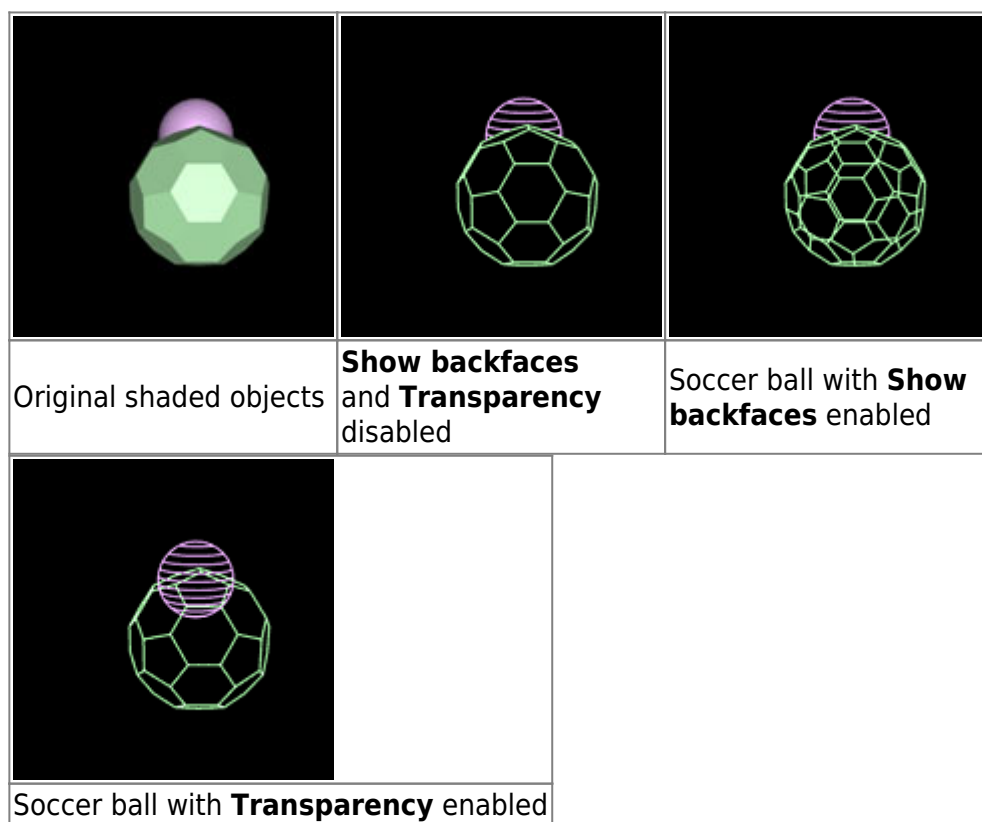 Original shaded objects
Show backfaces
and Transparency
disabled
Soccer ball with Show
backfaces enabled
Soccer ball with Transparency enabled